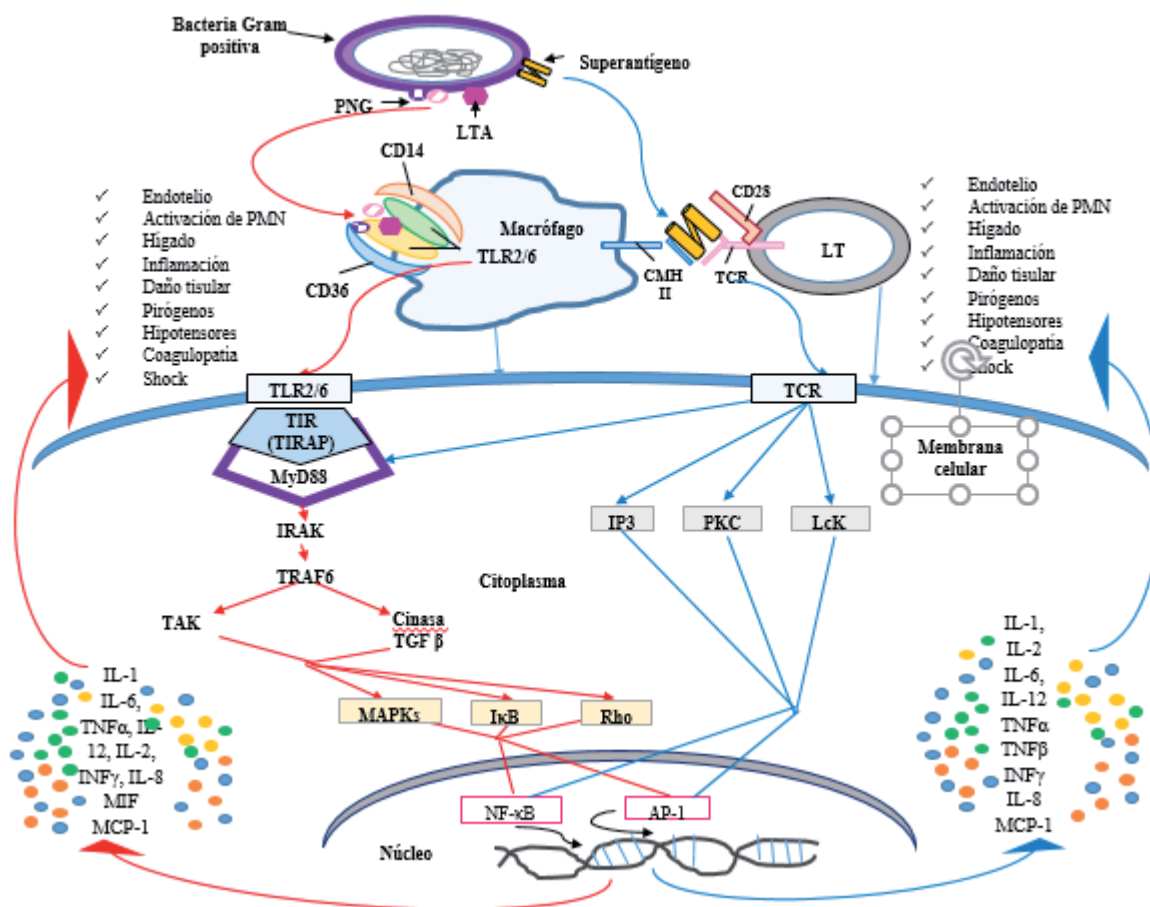 Bacteria Gram
positiva
Superantígeno
PNG
LTA
CD14
CD28
Macrófago
TLR2/6
CD36
CMH
II
TCR
LT
Endotelio
Activación de PMN
Hígado
Inflamación
Daño tisular
Pirógenos
Hipotensores
Coagulopatía
Shock
Endotelio
Activación de PMN
Hígado
Inflamación
Daño tisular
Pirógenos
Hipotensores
Coagulopatía
Shock
TLR2/6
TCR
TIR
(TIRAP)
MyD88
Membrana
celular
IRAK
IP3
PKC
LcK
TRAF6
Citoplasma
TAK
Cinasa
TGF β
MAPKs
IκB
Rho
IL-1
IL-6,
TNFα, IL-
12, IL-2,
INFγ, IL-8
MIF
MCP-1
IL-1,
IL-2
IL-6,
IL-12
TNFα
TNFβ
INFγ
IL-8
MCP-1
NF-κB
AP-1
Núcleo